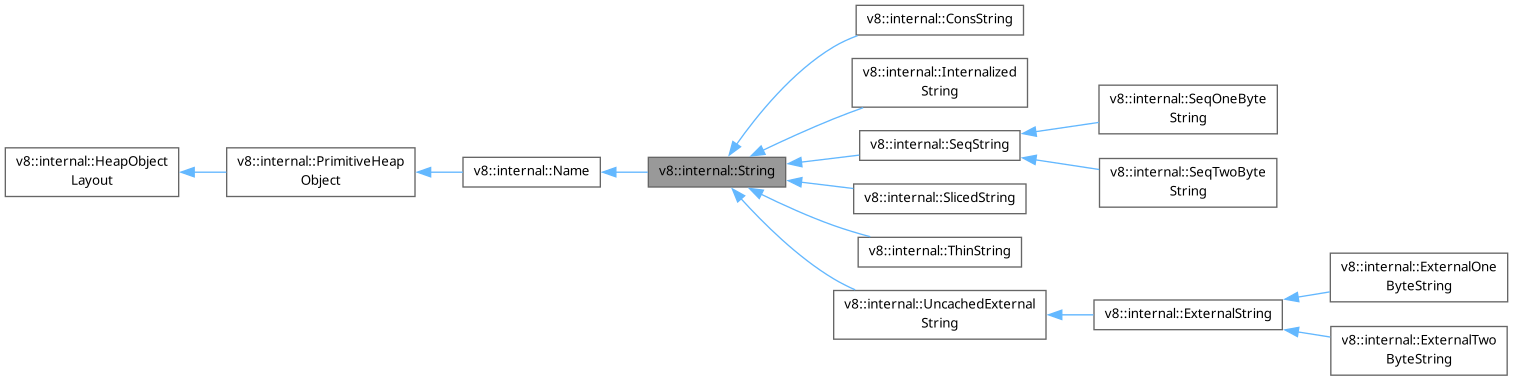 v8::internal::HeapObject
Layout
v8::internal::PrimitiveHeap
Object
v8::internal::Name
v8::internal::String
v8::internal::ConsString
v8::internal::Internalized
String
v8::internal::SeqString
v8::internal::SeqOneByte
String
v8::internal::SeqTwoByte
String
v8::internal::SlicedString
v8::internal::ThinString
v8::internal::UncachedExternal
String
v8::internal::ExternalString
v8::internal::ExternalOne
ByteString
v8::internal::ExternalTwo
ByteString